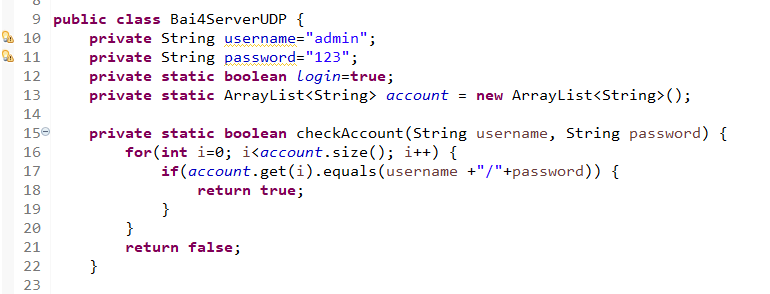 8
9 public class Bai4ServerUDP {
10     private String username="admin";
11     private String password="123";
12     private static boolean login=true;
13     private static ArrayList<String> account = new ArrayList<String>();
14
15     private static boolean checkAccount(String username, String password) {
16         for(int i=0; i<account.size(); i++) {
17             if(account.get(i).equals(username +"/"+password)) {
18                 return true;
19             }
20         }
21         return false;
22     }
23